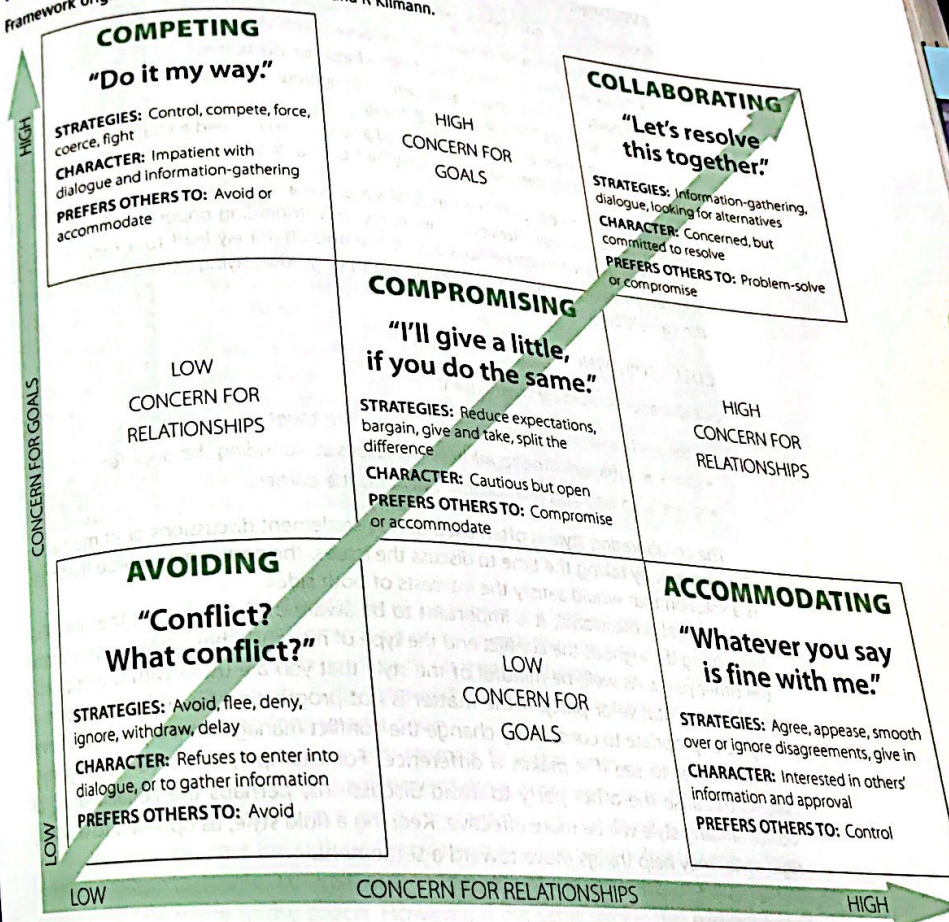 Framework
Kilmann.
COMPETING
"Do it my way."
STRATEGIES: Control, compete, force,
coerce, fight
CHARACTER: Impatient with
dialogue and information-gathering
PREFERS OTHERS TO: Avoid or
accommodate
HIGH
CONCERN FOR
GOALS
COLLABORATING
"Let's resolve
this together."
STRATEGIES: Information-gathering,
dialogue, looking for alternatives
CHARACTER: Concerned, but
committed to resolve
PREFERS OTHERS TO: Problem-solve
or compromise
LOW
CONCERN FOR
RELATIONSHIPS
COMPROMISING
"I'll give a little,
if you do the same."
STRATEGIES: Reduce expectations,
bargain, give and take, split the
difference
CHARACTER: Cautious but open
PREFERS OTHERS TO: Compromise
or accommodate
HIGH
CONCERN FOR
RELATIONSHIPS
AVOIDING
"Conflict?
What conflict?"
STRATEGIES: Avoid, flee, deny,
ignore, withdraw, delay
CHARACTER: Refuses to enter into
dialogue, or to gather information
PREFERS OTHERS TO: Avoid
LOW
CONCERN FOR
GOALS
ACCOMMODATING
"Whatever you say
is fine with me."
STRATEGIES: Agree, appease, smooth
over or ignore disagreements, give in
CHARACTER: Interested in others'
information and approval
PREFERS OTHERS TO: Control
HIGH
CONCERN FOR GOALS
LOW
LOW
CONCERN FOR RELATIONSHIPS
HIGH